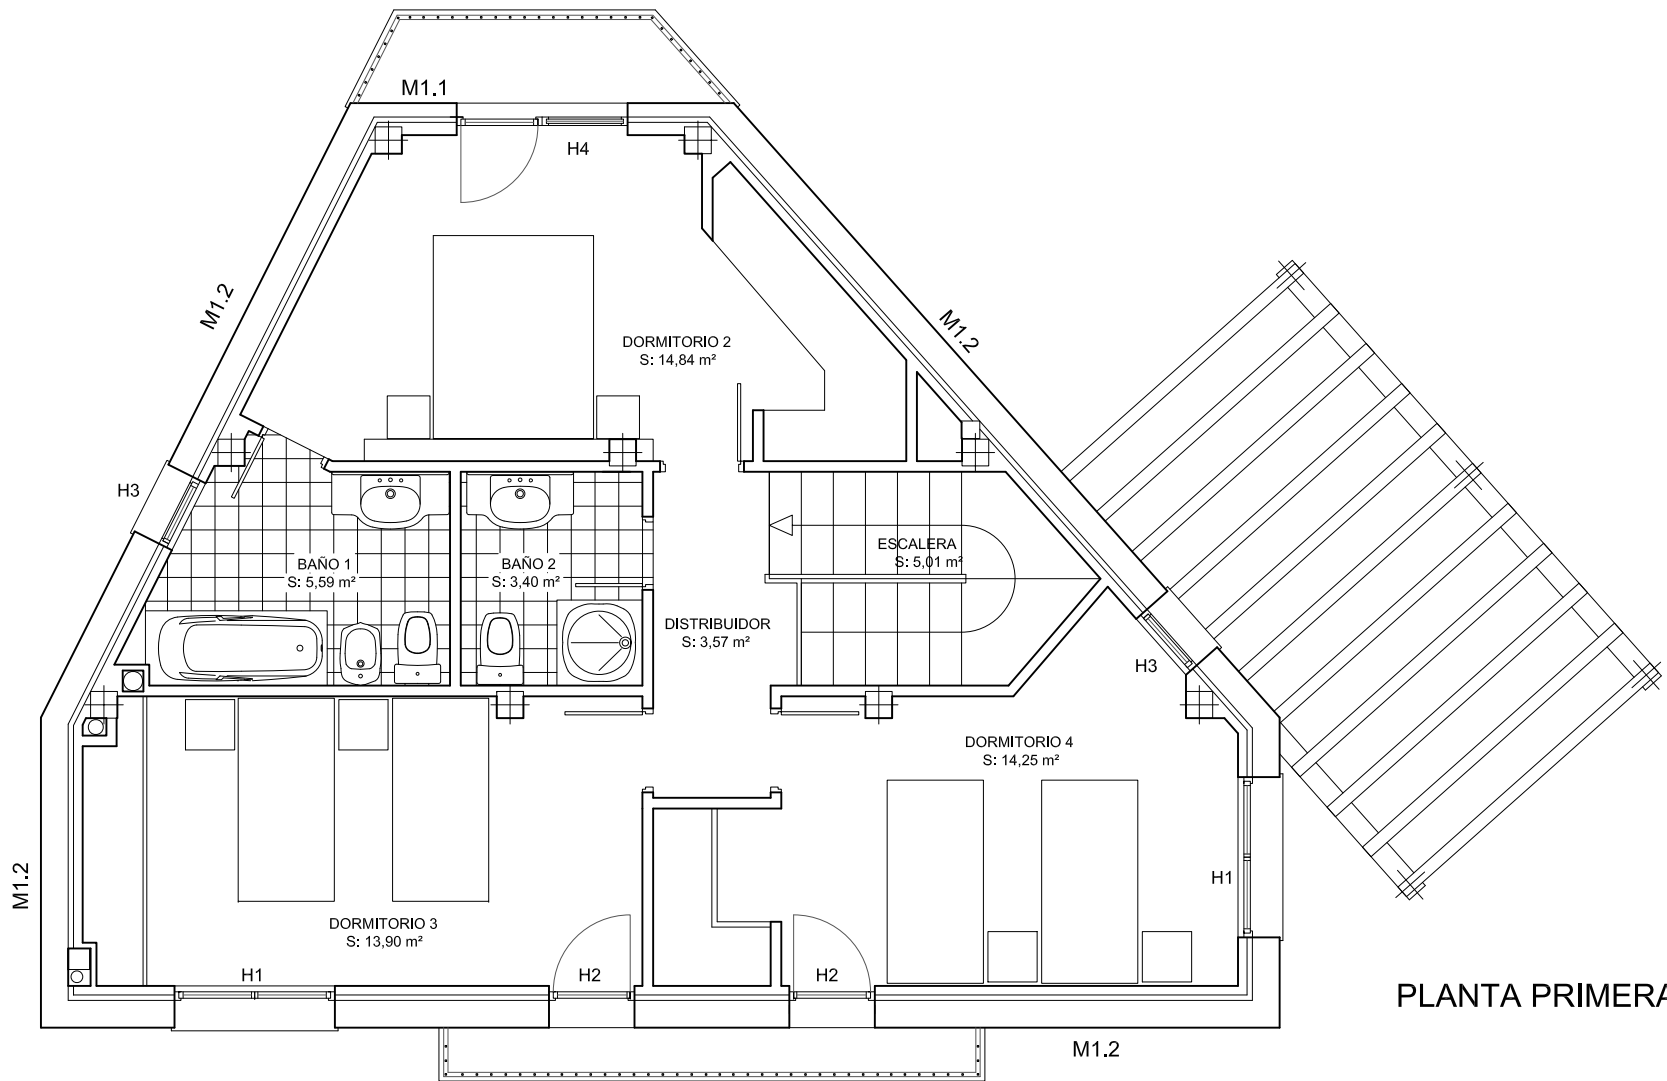 M1.1
H4
M1.2
M1.2
DORMITORIO 2
S: 14,84 m²
H3
BAÑO 1
S: 5,59 m²
BAÑO 2
S: 3,40 m²
ESCALERA
S: 5,01 m²
DISTRIBUIDOR
S: 3,57 m²
H3
DORMITORIO 4
S: 14,25 m²
M1.2
H1
DORMITORIO 3
S: 13,90 m²
H1
H2
H2
PLANTA PRIMERA
M1.2